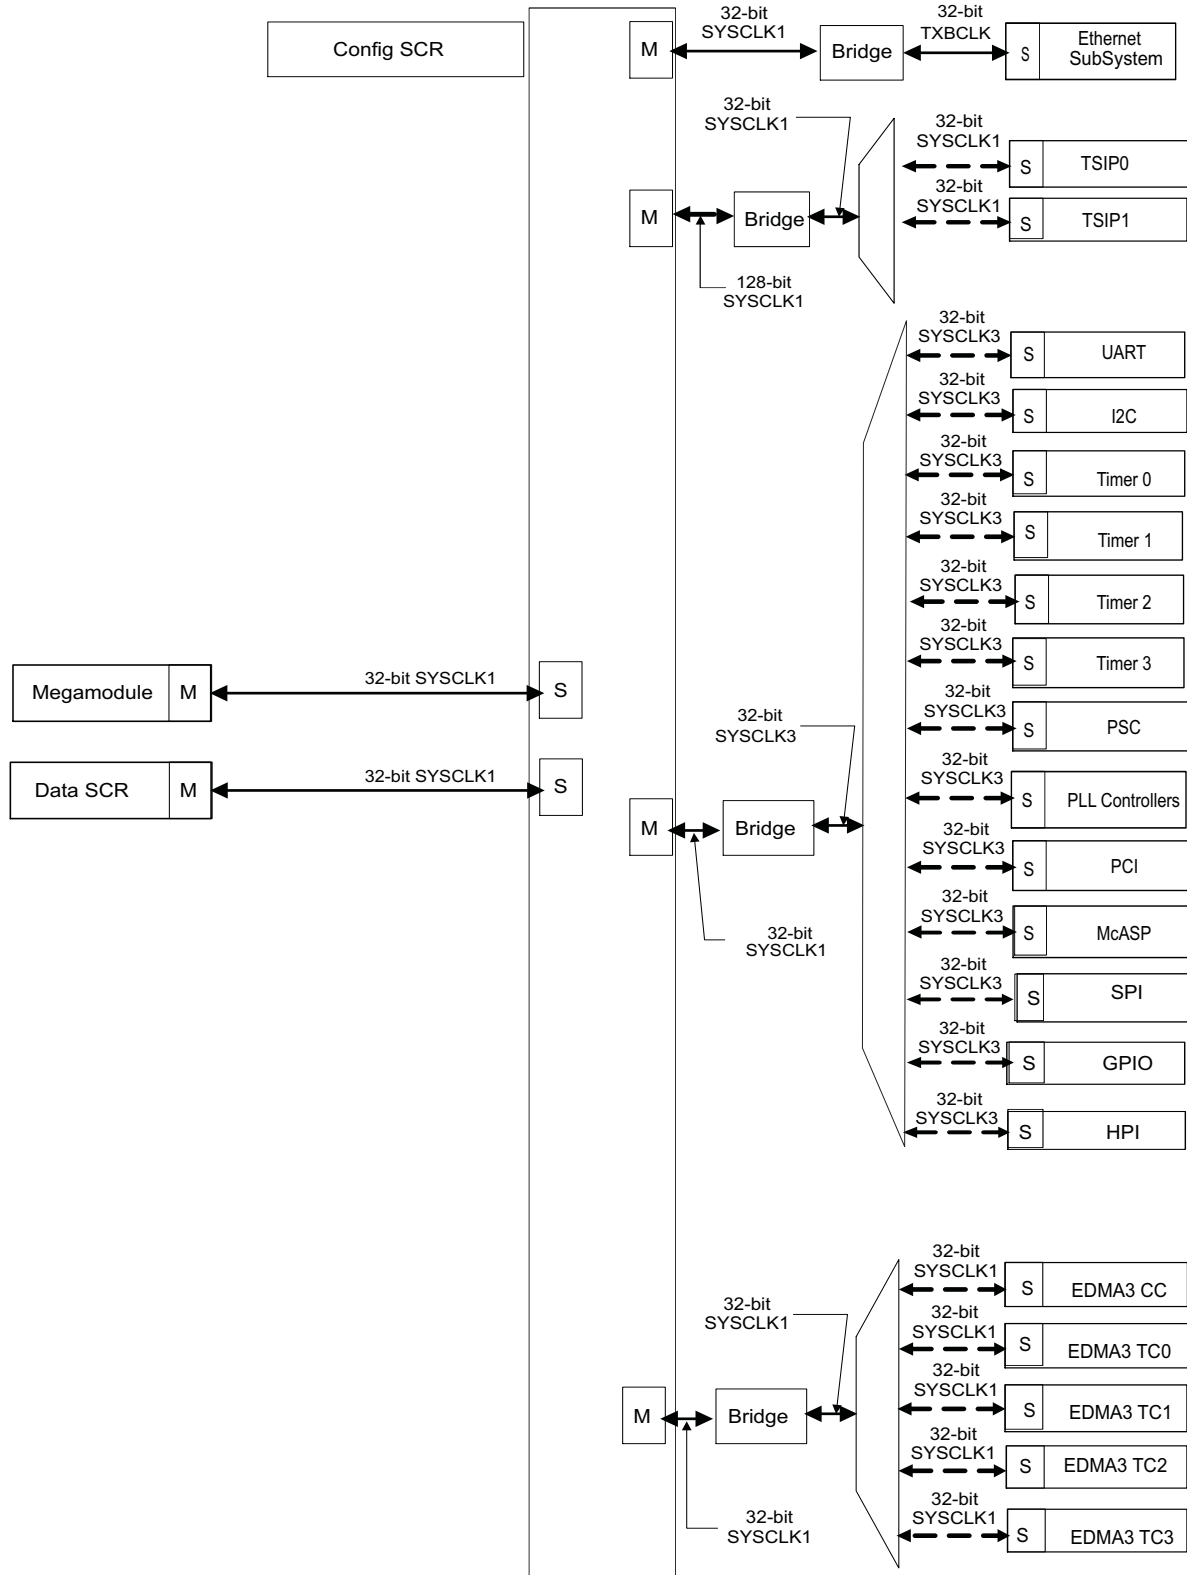 Config SCR
M
32-bit
SYSCLK1
Bridge
32-bit
TXBCLK
S
Ethernet
SubSystem
32-bit
SYSCLK1
M
Bridge
128-bit
SYSCLK1
32-bit
SYSCLK1
S
TSIP0
32-bit
SYSCLK1
S
TSIP1
32-bit
SYSCLK3
S
UART
32-bit
SYSCLK3
S
I2C
32-bit
SYSCLK3
S
Timer 0
32-bit
SYSCLK3
S
Timer 1
32-bit
SYSCLK3
S
Timer 2
32-bit
SYSCLK3
S
Timer 3
Megamodule
M
32-bit SYSCLK1
S
32-bit
SYSCLK3
32-bit
SYSCLK3
S
PSC
Data SCR
M
32-bit SYSCLK1
S
32-bit
SYSCLK3
S
PLL Controllers
M
Bridge
32-bit
SYSCLK1
32-bit
SYSCLK3
S
PCI
32-bit
SYSCLK3
S
McASP
32-bit
SYSCLK3
S
SPI
32-bit
SYSCLK3
S
GPIO
32-bit
SYSCLK3
S
HPI
32-bit
SYSCLK1
S
EDMA3 CC
32-bit
SYSCLK1
32-bit
SYSCLK1
S
EDMA3 TC0
M
Bridge
32-bit
SYSCLK1
S
EDMA3 TC1
32-bit
SYSCLK1
S
EDMA3 TC2
32-bit
SYSCLK1
32-bit
SYSCLK1
S
EDMA3 TC3